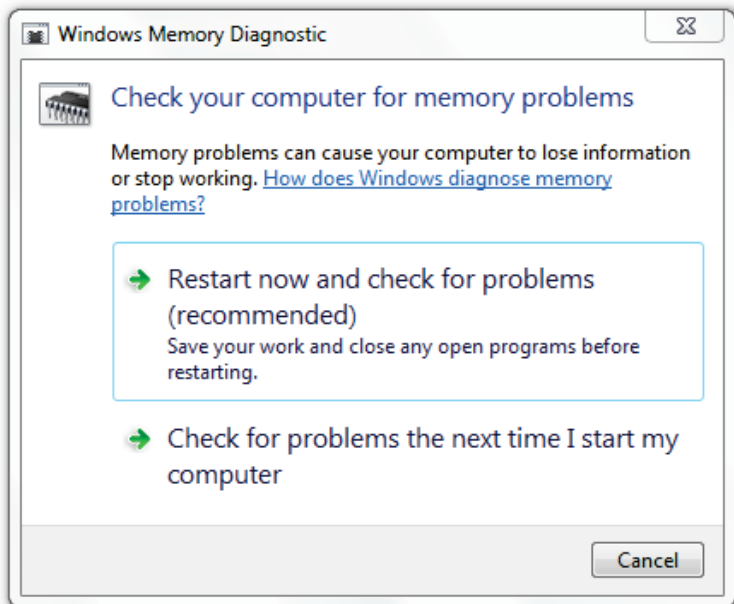 Windows Memory Diagnostic
Check your computer for memory problems
Memory problems can cause your computer to lose information
or stop working. How does Windows diagnose memory
problems?
Restart now and check for problems
(recommended)
Save your work and close any open programs before
restarting.
Check for problems the next time I start my
computer
Cancel